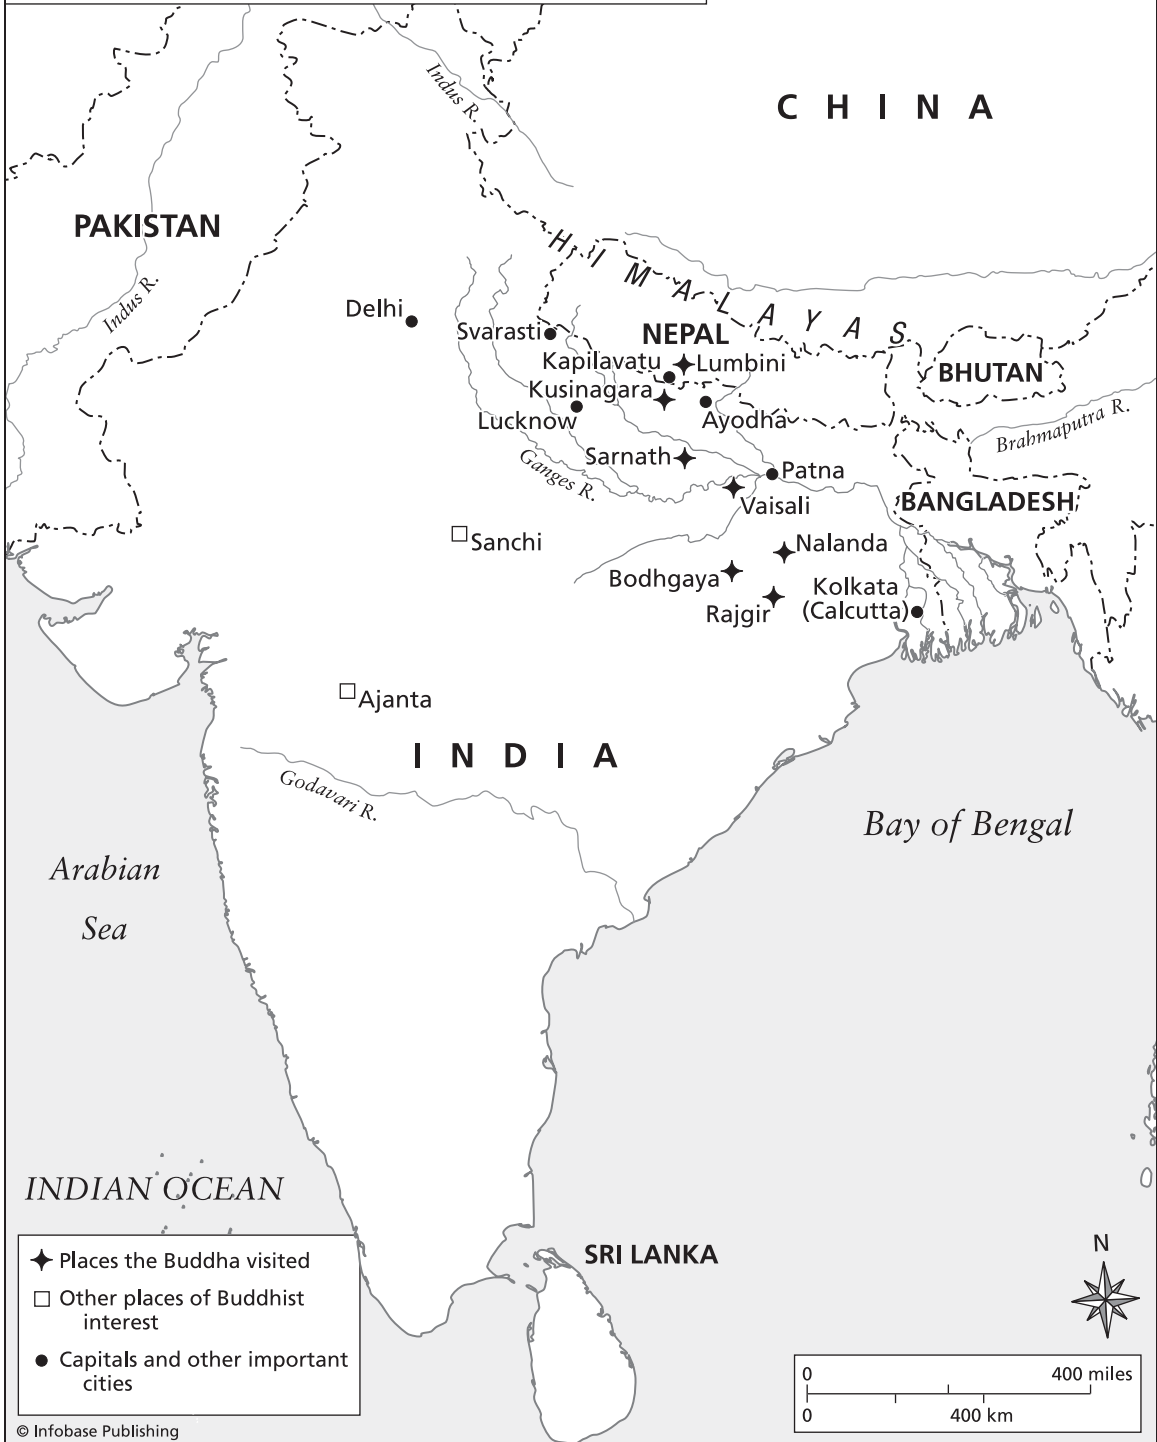 Indus R.
CHINA
PAKISTAN
Indus R.
HIMALAYAS
Delhi
Svarasti
NEPAL
Kapilavatu
Lumbini
BHUTAN
Kusinagara
Lucknow
Ayodha
Brahmaputra R.
Sarnath
Ganges R.
Patna
Vaisali
BANGLADESH
Sanchi
Nalanda
Bodhgaya
Kolkata
(Calcutta)
Rajgir
Ajanta
INDIA
Godavari R.
Bay of Bengal
Arabian
Sea
INDIAN OCEAN
SRI LANKA
N
Places the Buddha visited
Other places of Buddhist
interest
Capitals and other important
cities
0 400 miles
0 400 km
© Infobase Publishing